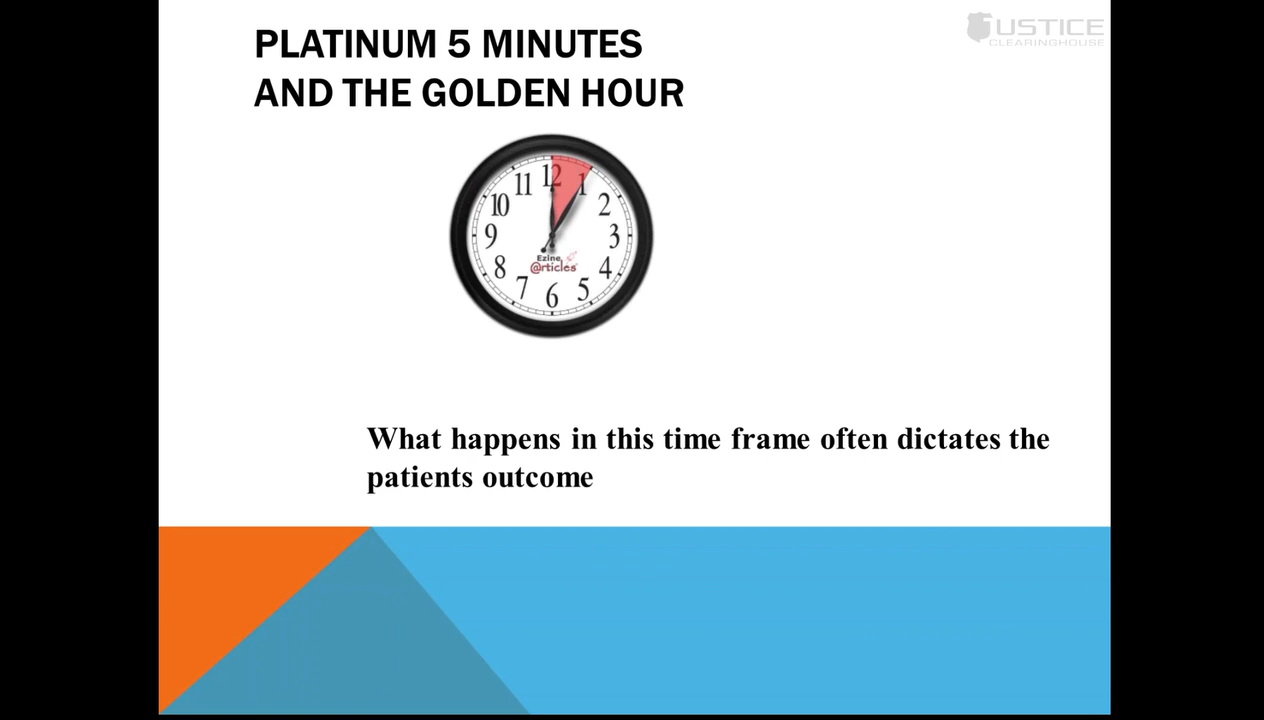 PLATINUM 5 MINUTES
AND THE GOLDEN HOUR
USTICE
CLEARINGHOUSE
12
1
2
3
4
5
6
7
8
9
10
11
Ezine
@rticles
What happens in this time frame often dictates the
patients outcome